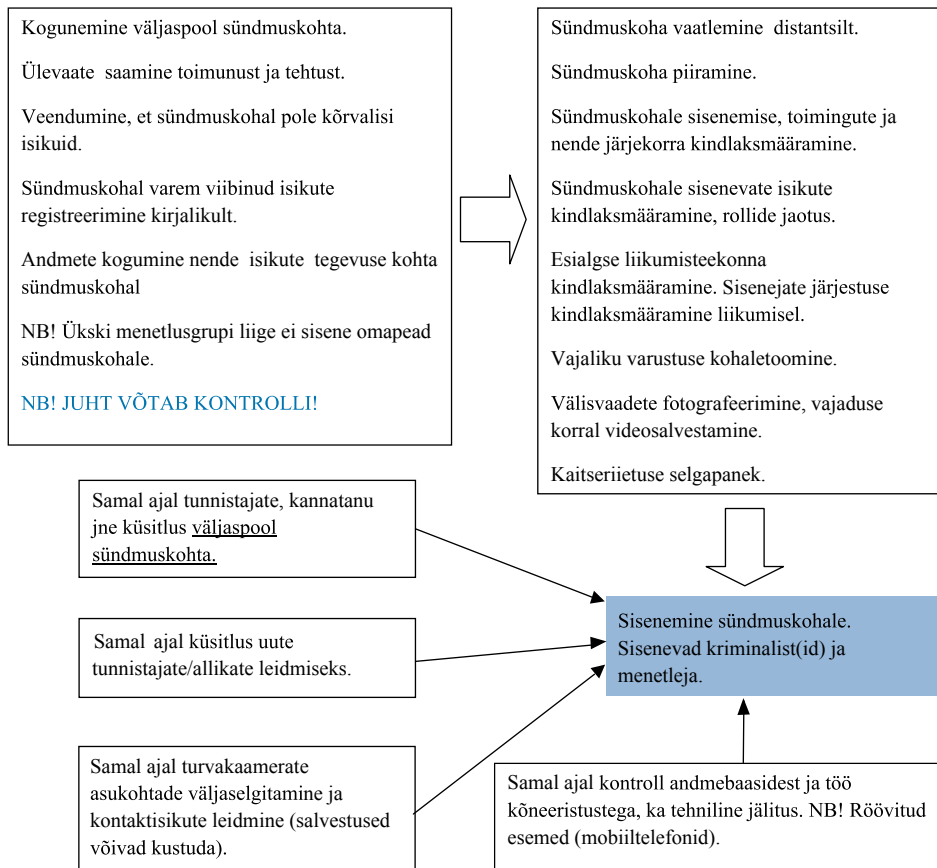 Kogunemine väljaspool sündmuskohta.
Ülevaate saamine toimunust ja tehtust.
Veendumine, et sündmuskohal pole kõrvalisi
isikuid.
Sündmuskohal varem viibinud isikute
registreerimine kirjalikult.
Andmete kogumine nende isikute tegevuse kohta
sündmuskohal
NB! Ükski menetlusgrupi liige ei sisene omapead
sündmuskohale.
NB! JUHT VÕTAB KONTROLLI!
Sündmuskoha vaatlemine distantsilt.
Sündmuskoha piiramine.
Sündmuskohale sisenemise, toimingute ja
nende järjekorra kindlaksmääramine.
Sündmuskohale sisenevate isikute
kindlaksmääramine, rollide jaotus.
Esialgse liikumisteekonna
kindlaksmääramine. Sisenejate järjestuse
kindlaksmääramine liikumisel.
Vajaliku varustuse kohaletoomine.
Välisvaadete fotografeerimine, vajaduse
korral videosalvestamine.
Kaitseriietuse selgapanek.
Samal ajal tunnistajate, kannatanu
jne küsitlus väljaspool
sündmuskohta.
Samal ajal küsitlus uute
tunnistajate/allikate leidmiseks.
Samal ajal turvakaamerate
asukohtade väljaselgitamine ja
kontaktisikute leidmine (salvestused
võivad kustuda).
Sisenemine sündmuskohale.
Sisenevad kriminalist(id) ja
menetleja.
Samal ajal kontroll andmebaasidest ja töö
kõneeristustega, ka tehniline jälitus. NB! Röövitud
esemed (mobiiltelefonid).